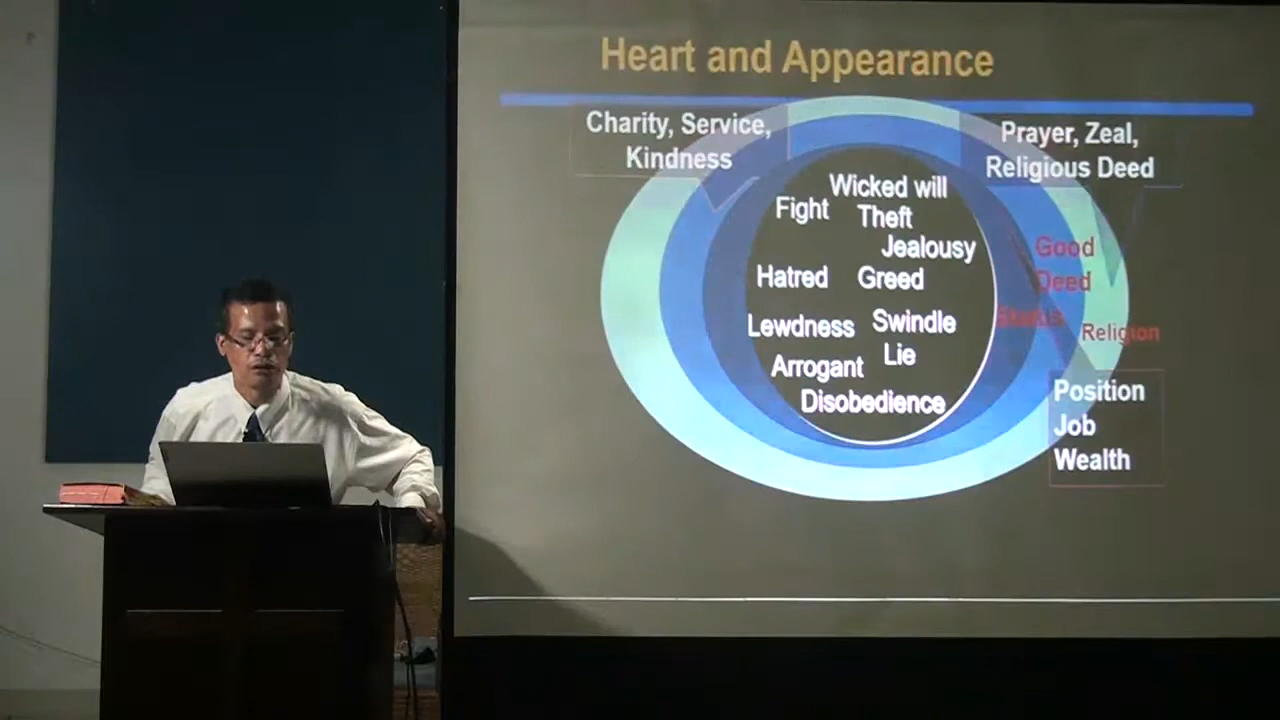 Heart and Appearance
Charity, Service,
Kindness
Prayer, Zeal,
Religious Deed
Wicked will
Fight
Theft
Jealousy
Hatred
Greed
Lewdness
Swindle
Lie
Arrogant
Disobedience
Good
Deed
Status
Religion
Position
Job
Wealth